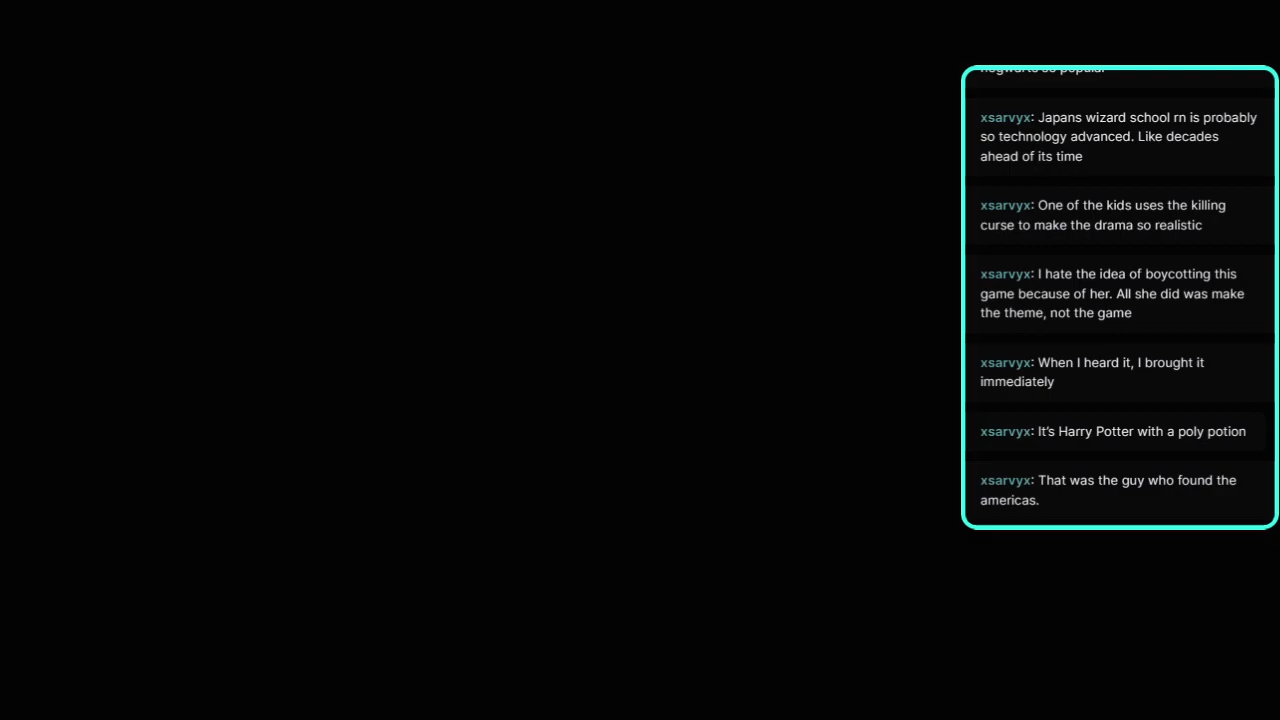 hogwarts so popular
xsarvyx: Japans wizard school rn is probably
so technology advanced. Like decades
ahead of its time
xsarvyx: One of the kids uses the killing
curse to make the drama so realistic
xsarvyx: I hate the idea of boycotting this
game because of her. All she did was make
the theme, not the game
xsarvyx: When I heard it, I brought it
immediately
xsarvyx: It’s Harry Potter with a poly potion
xsarvyx: That was the guy who found the
americas.